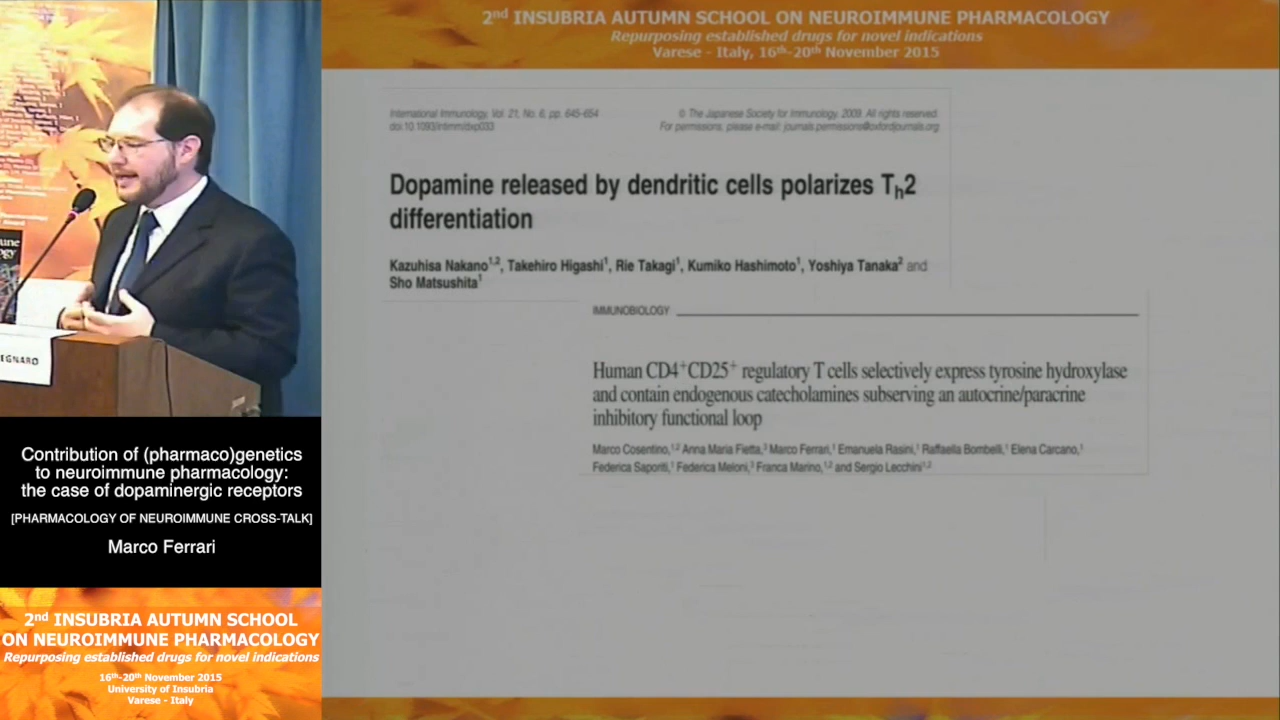 2nd INSUBRIA AUTUMN SCHOOL ON NEUROIMMUNE PHARMACOLOGY
Repurposing established drugs for novel indications
Varese - Italy, 16th-20th November 2015
International Immunology, Vol. 21, No. 6, pp. 645-654
doi:10.1093/intimm/dxp033
© The Japanese Society for Immunology. 2009. All rights reserved.
For permissions, please e-mail: journals.permissions@oxfordjournals.org
Dopamine released by dendritic cells polarizes Th2
differentiation
Kazuhisa Nakano1,2, Takehiro Higashi1, Rie Takagi1, Kumiko Hashimoto1, Yoshiya Tanaka2 and
Sho Matsushita1
IMMUNOBIOLOGY
Human CD4+CD25+ regulatory T cells selectively express tyrosine hydroxylase
and contain endogenous catecholamines subserving an autocrine/paracrine
inhibitory functional loop
Marco Cosentino,1,2 Anna Maria Fietta,3 Marco Ferrari,1 Emanuela Rasini,1 Raffaella Bombelli,1 Elena Carcano,1
Federica Saporiti,1 Federica Meloni,3 Franca Marino,1,2 and Sergio Lecchini1,2
EGNARO
Contribution of (pharmaco)genetics
to neuroimmune pharmacology:
the case of dopaminergic receptors
[PHARMACOLOGY OF NEUROIMMUNE CROSS-TALK]
Marco Ferrari
2nd INSUBRIA AUTUMN SCHOOL
ON NEUROIMMUNE PHARMACOLOGY
Repurposing established drugs for novel indications
16th-20th November 2015
University of Insubria
Varese - Italy